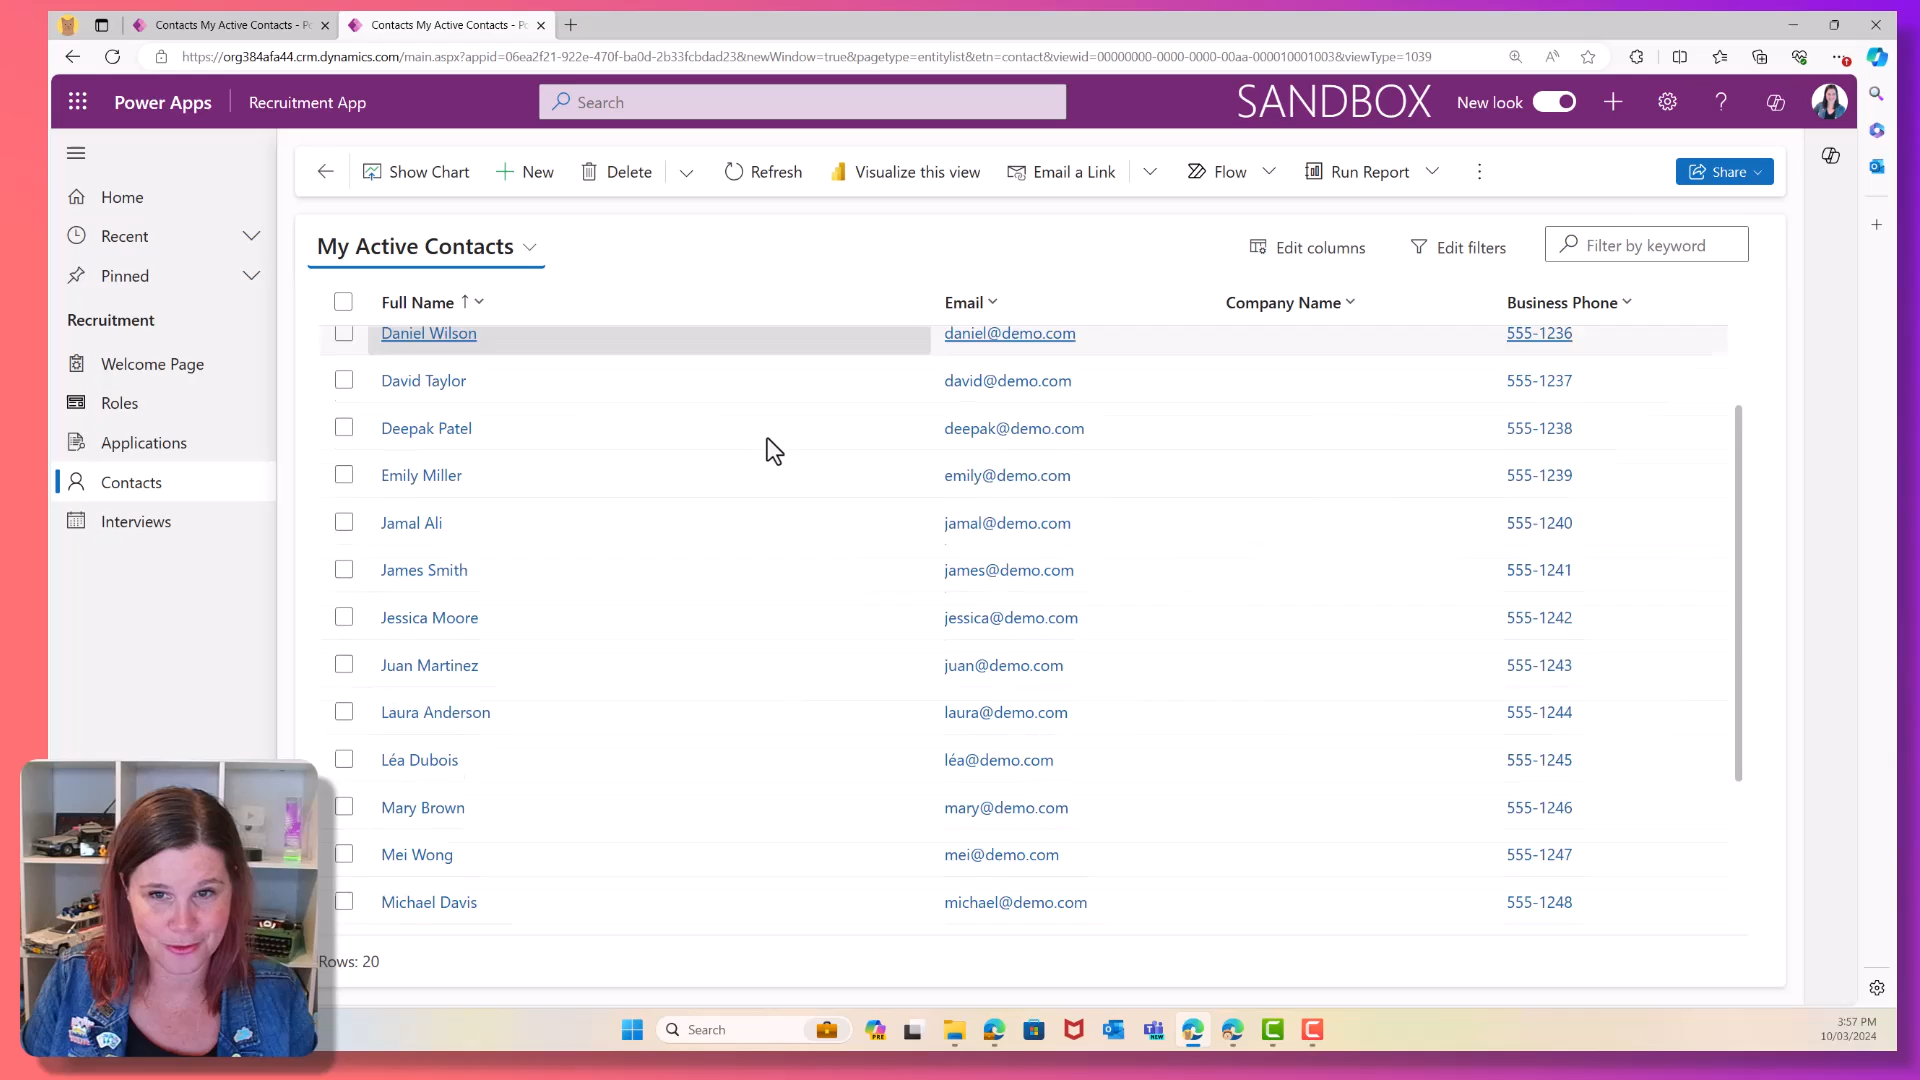 Contacts My Active Contacts - Po
Contacts My Active Contacts - Po
https://org384afa44.crm.dynamics.com/main.aspx?appid=06ea2f21-922e-470f-ba0d-2b33fcbdad23&newWindow=true&pagetype=entitylist&etn=contact&viewid=00000000-0000-0000-00aa-000010001003&viewType=1039
Power Apps
Recruitment App
Search
SANDBOX
New look
Home
Recent
Pinned
Recruitment
Welcome Page
Roles
Applications
Contacts
Interviews
Show Chart
New
Delete
Refresh
Visualize this view
Email a Link
Flow
Run Report
Share
My Active Contacts
Edit columns
Edit filters
Filter by keyword
Full Name
Email
Company Name
Business Phone
Daniel Wilson daniel@demo.com 555-1236
David Taylor david@demo.com 555-1237
Deepak Patel deepak@demo.com 555-1238
Emily Miller emily@demo.com 555-1239
Jamal Ali jamal@demo.com 555-1240
James Smith james@demo.com 555-1241
Jessica Moore jessica@demo.com 555-1242
Juan Martinez juan@demo.com 555-1243
Laura Anderson laura@demo.com 555-1244
Léa Dubois léa@demo.com 555-1245
Mary Brown mary@demo.com 555-1246
Mei Wong mei@demo.com 555-1247
Michael Davis michael@demo.com 555-1248
Rows: 20
Search
PRE
NEW
3:57 PM
10/03/2024